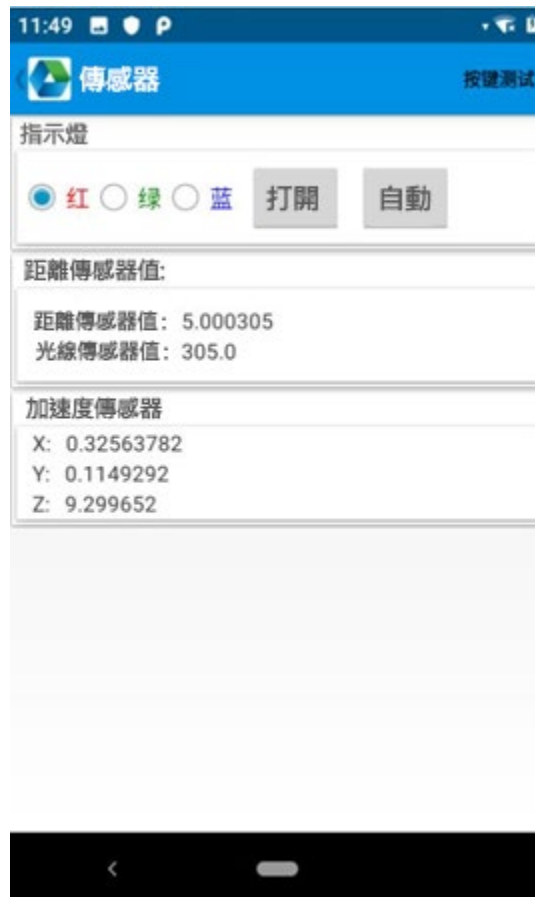 11:49
傳感器 按键测试
指示燈
红 绿 蓝 打開 自動
距離傳感器值:
距離傳感器值: 5.000305
光線傳感器值: 305.0
加速度傳感器
X: 0.32563782
Y: 0.1149292
Z: 9.299652